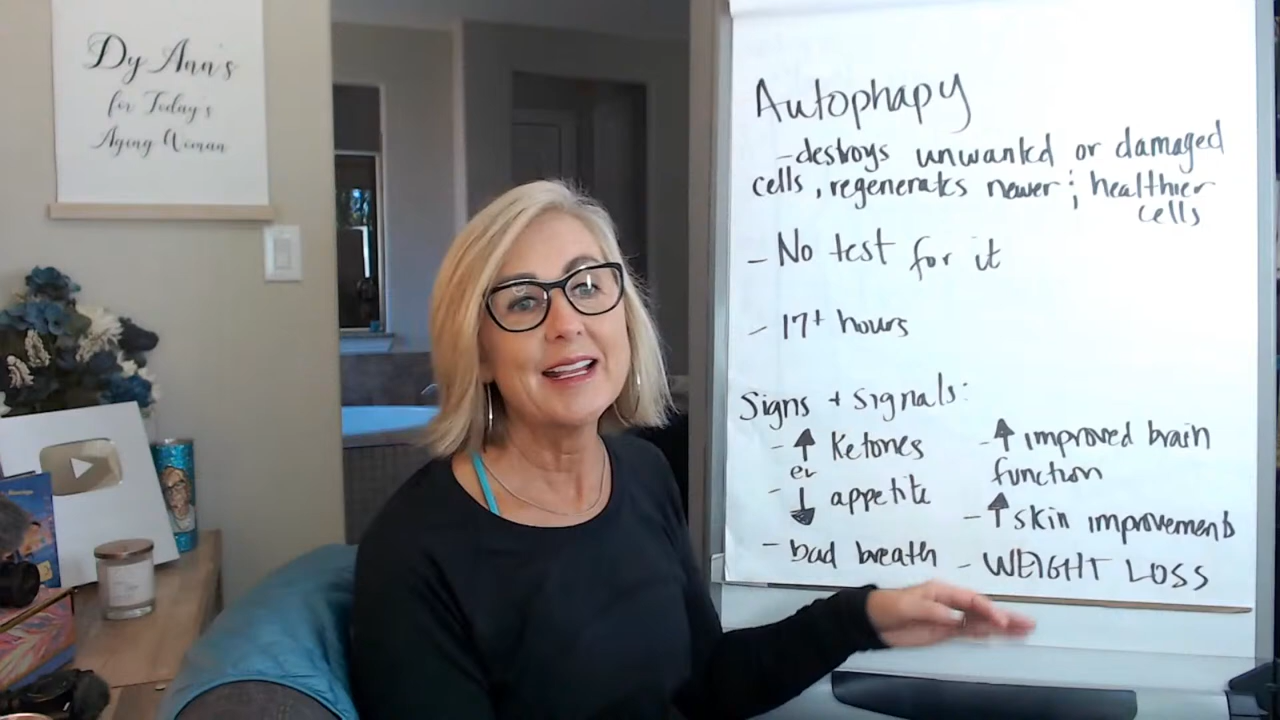 Dy Ann's
for Today's
Aging Woman
Autophapy
- destroys unwanted or damaged
cells, regenerates newer ; healthier
cells
- No test for it
- 17+ hours
Signs + signals:
- ↑ Ketones
er
- ↓ appetite
- bad breath
- ↑ improved brain
function
- ↑ skin improvements
- WEIGHT LOSS